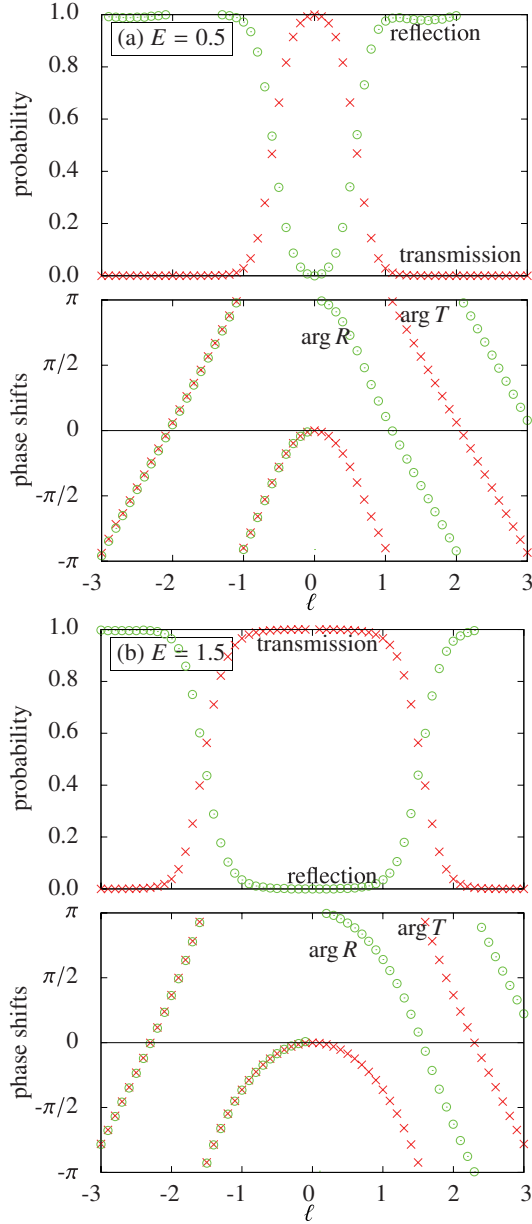 1.0
(a) E = 0.5
reflection
0.8
0.6
probability
0.4
0.2
transmission
0.0
π
arg R
arg T
π/2
phase shifts
0
-π/2
-π
-3
-2
-1
0
1
2
3
ℓ
1.0
(b) E = 1.5
transmission
0.8
0.6
probability
0.4
0.2
reflection
0.0
π
arg R
arg T
π/2
phase shifts
0
-π/2
-π
-3
-2
-1
0
1
2
3
ℓ